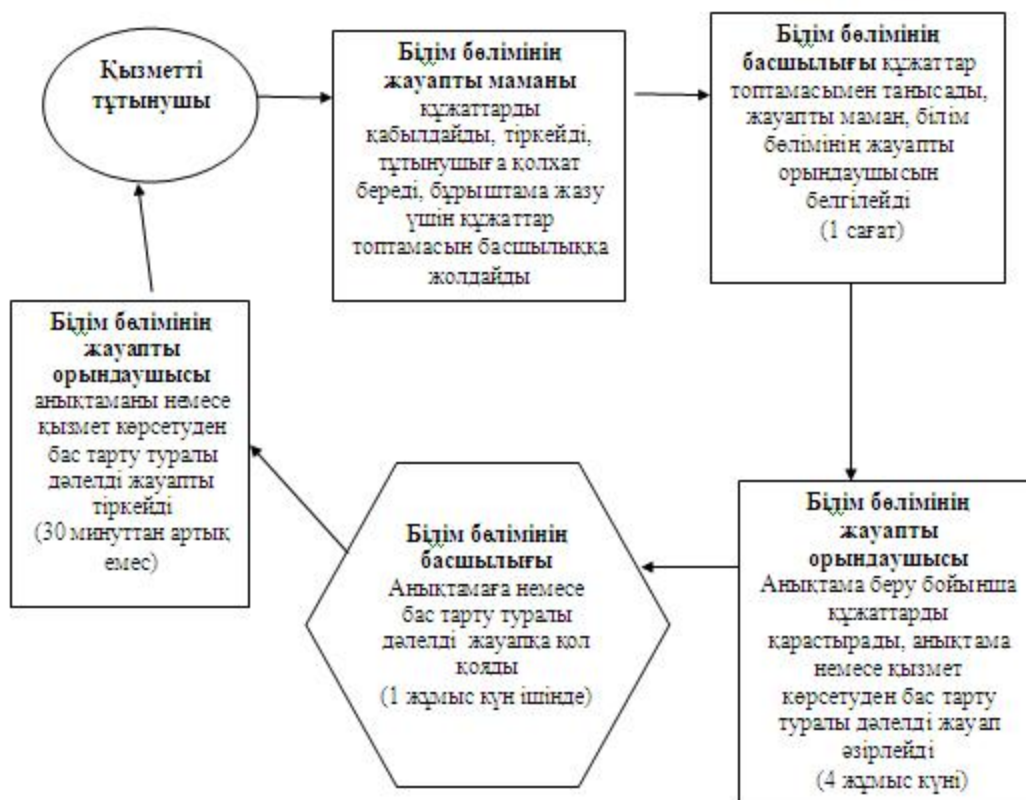 Қызметті
тұтынушы
Білім бөлімінің
жауапты маманы
құжаттарды
қабылдайды, тіркейді,
тұтынушыға қолхат
береді, бұрыштама жазу
үшін құжаттар
топтамасын басшылыққа
жолдайды
Білім бөлімінің
басшылығы құжаттар
топтамасымен танысады,
жауапты маман, білім
бөлімінің жауапты
орындаушысын
белгілейді
(1 сағат)
Білім бөлімінің
жауапты
орындаушысы
Анықтама беру бойынша
құжаттарды
қарастырады, анықтама
немесе қызмет
көрсетуден бас тарту
туралы дәлелді жауап
әзірлейді
(4 жұмыс күні)
Білім бөлімінің
басшылығы
Анықтамаға немесе
бас тарту туралы
дәлелді жауапқа қол
қояды
(1 жұмыс күн ішінде)
Білім бөлімінің
жауапты
орындаушысы
анықтаманы немесе
қызмет көрсетуден
бас тарту туралы
дәлелді жауапты
тіркейді
(30 минуттан артық
емес)